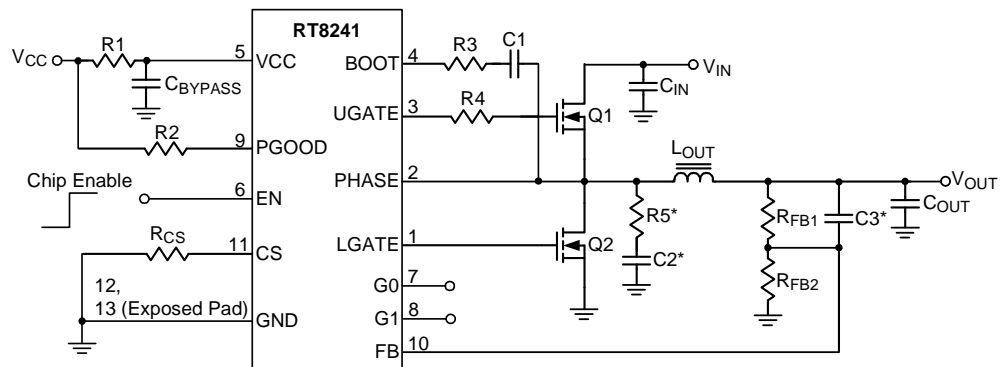 RT8241
VCC
R1
5
VCC
CBYPASS
R2
9
PGOOD
Chip Enable
6
EN
RCS
11
CS
12,
13 (Exposed Pad)
GND
BOOT
4
R3
C1
UGATE
3
R4
Q1
CIN
VIN
PHASE
2
LOUT
VOUT
COUT
R5*
C2*
RFB1
C3*
RFB2
LGATE
1
Q2
G0
7
G1
8
FB
10